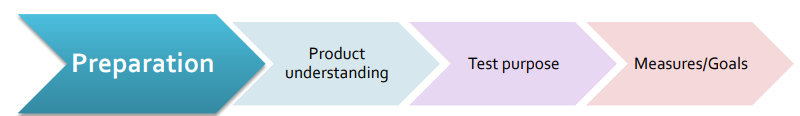 Preparation
Product
understanding
Test purpose
Measures/Goals